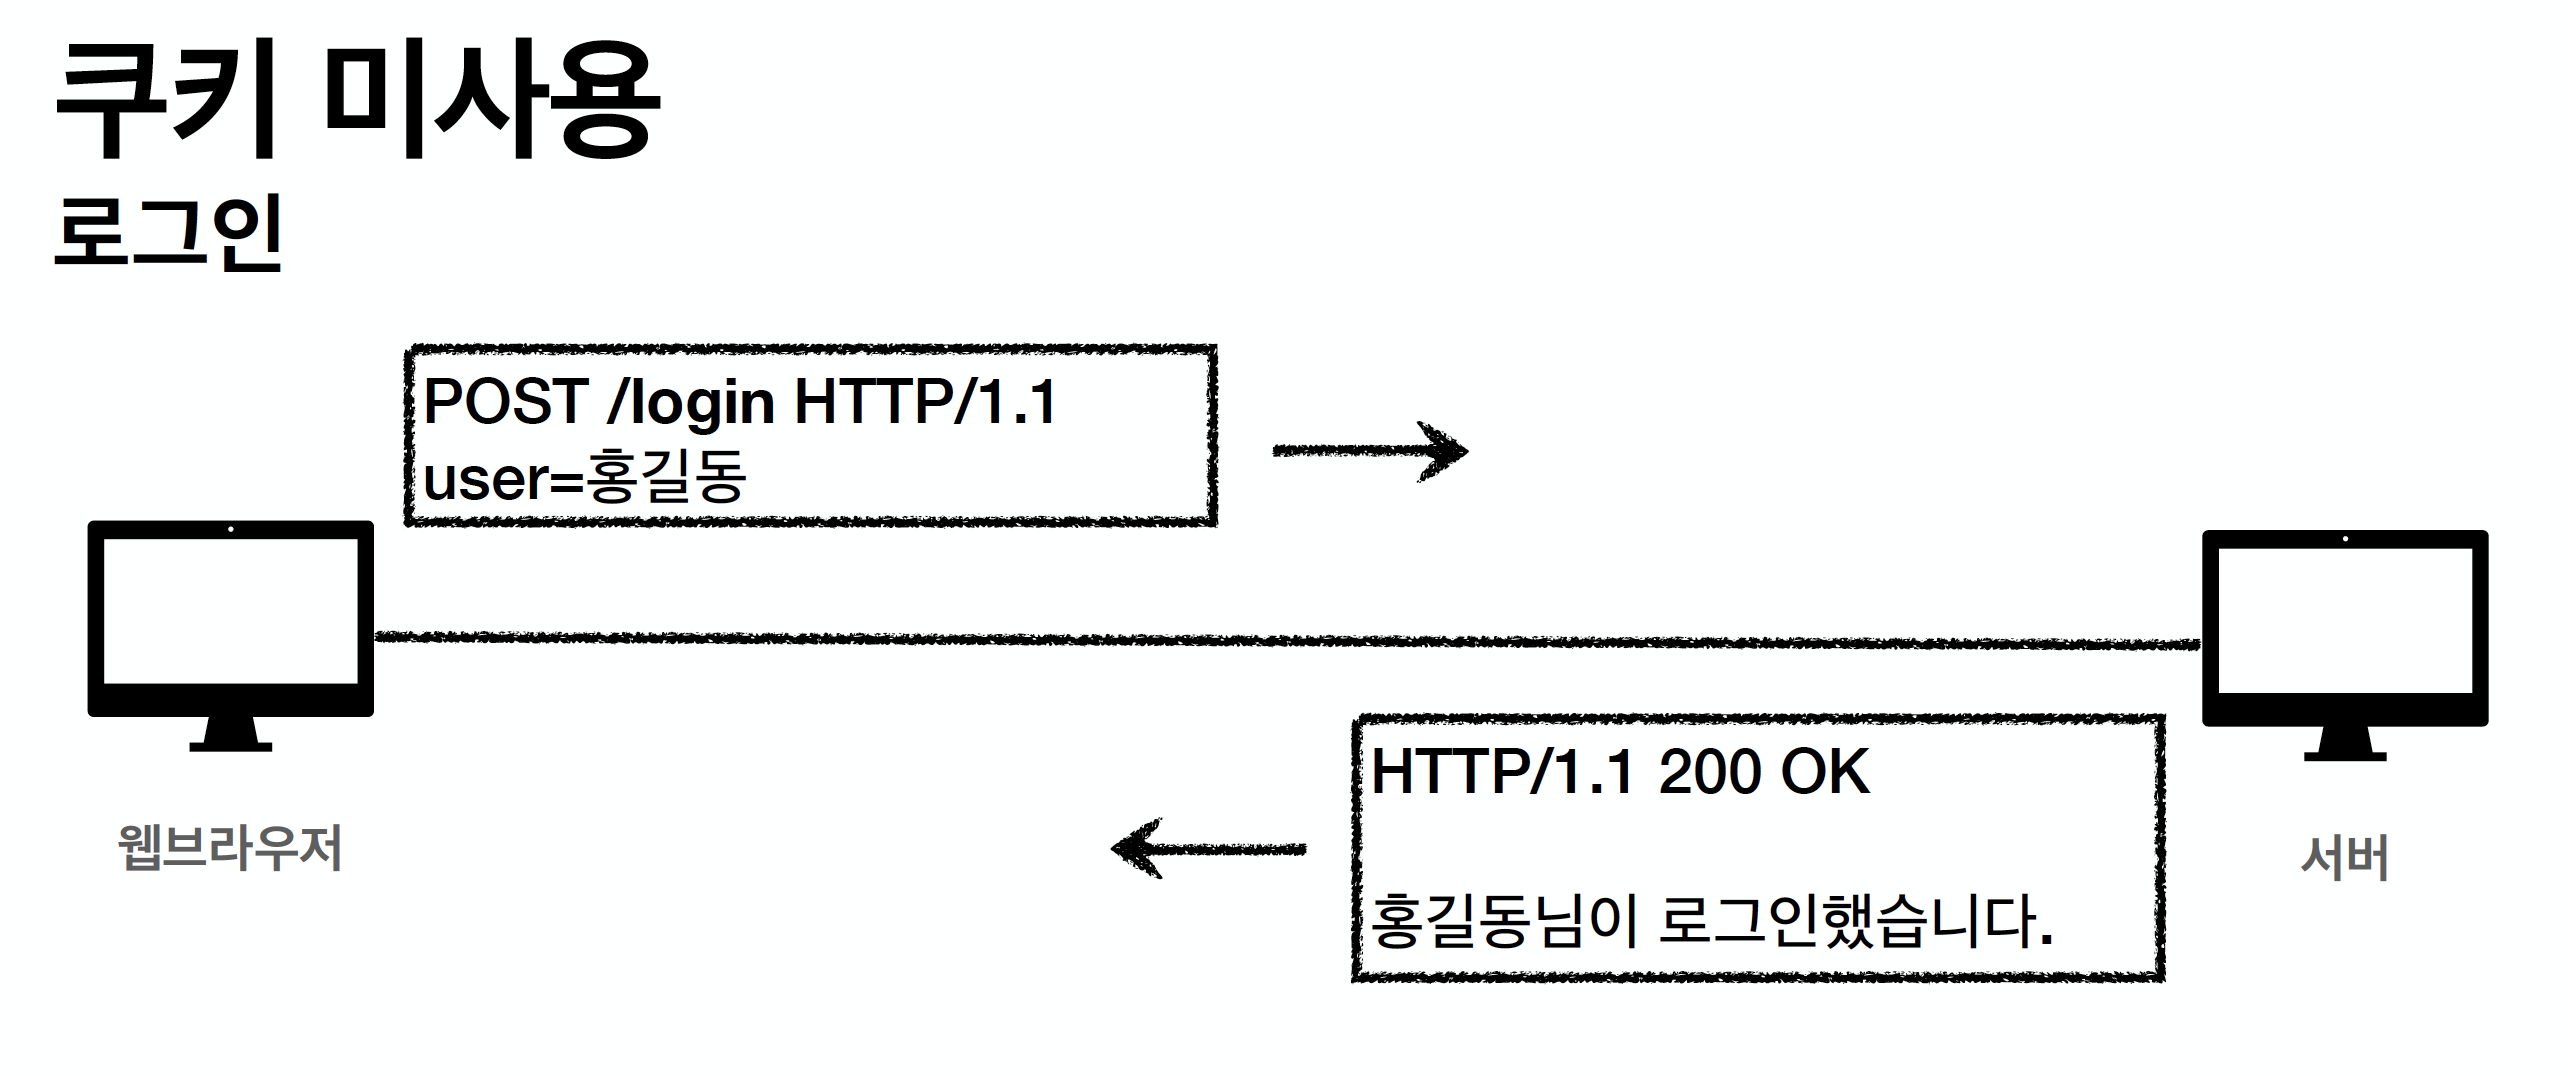 쿠키 미사용
로그인
POST /login HTTP/1.1
user=홍길동
웹브라우저
HTTP/1.1 200 OK
홍길동님이 로그인했습니다.
서버